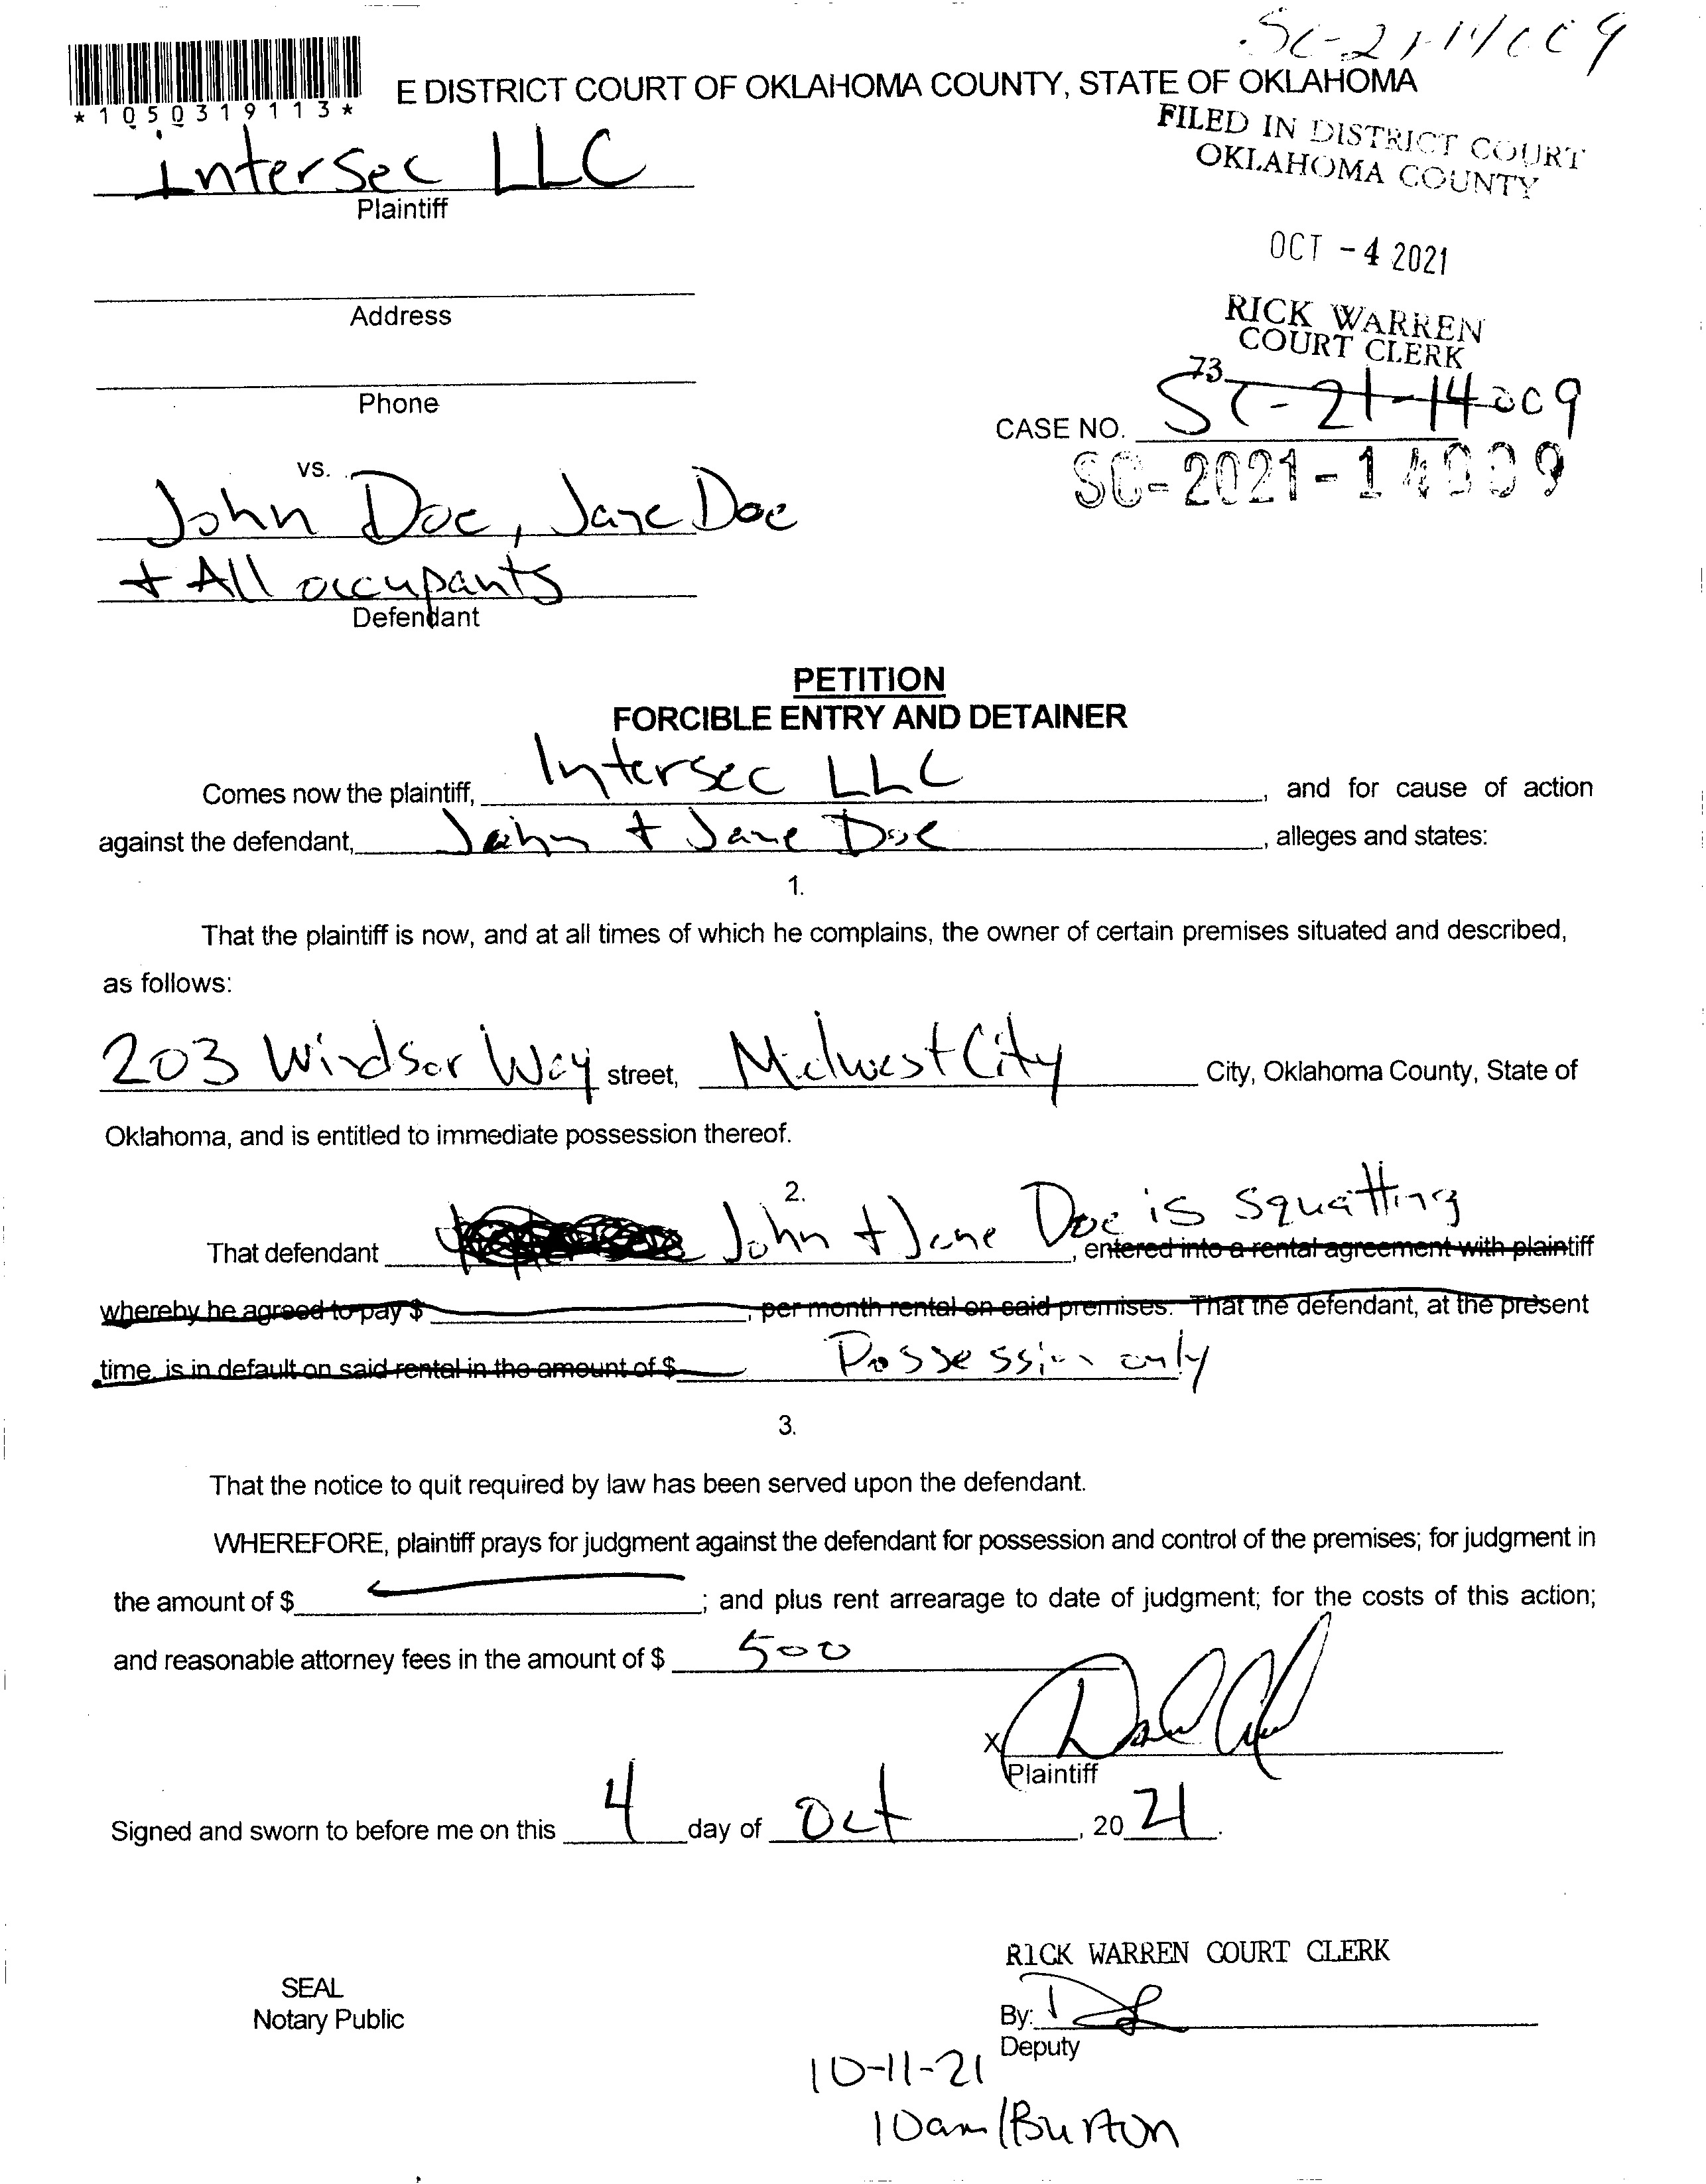 SC-21-14009
*1050319113*
E DISTRICT COURT OF OKLAHOMA COUNTY, STATE OF OKLAHOMA
FILED IN DISTRICT COURT
OKLAHOMA COUNTY
intersec LLC
Plaintiff
OCT - 4 2021
Address
RICK WARREN
COURT CLERK
73
Phone
CASE NO. SC-21-14009
SC-2021-14009
vs.
John Doe, Jane Doe
+ All occupants
Defendant
PETITION
FORCIBLE ENTRY AND DETAINER
Comes now the plaintiff, Intersec LLC, and for cause of action
against the defendant, John + Jane Doe, alleges and states:
1.
That the plaintiff is now, and at all times of which he complains, the owner of certain premises situated and described,
as follows:
203 Windsor Way street, Midwest City City, Oklahoma County, State of
Oklahoma, and is entitled to immediate possession thereof.
2.
That defendant John + Jane Doe is squatting, entered into a rental agreement with plaintiff
whereby he agreed to pay $, per month rental on said premises. That the defendant, at the present
time, is in default on said rental in the amount of $ Possession only
3.
That the notice to quit required by law has been served upon the defendant.
WHEREFORE, plaintiff prays for judgment against the defendant for possession and control of the premises; for judgment in
the amount of $ ; and plus rent arrearage to date of judgment; for the costs of this action;
and reasonable attorney fees in the amount of $ 500
X
Plaintiff
Signed and sworn to before me on this 4 day of Oct, 20 21.
RICK WARREN COURT CLERK
SEAL
Notary Public
By:
Deputy
10-11-21
10am/Burton